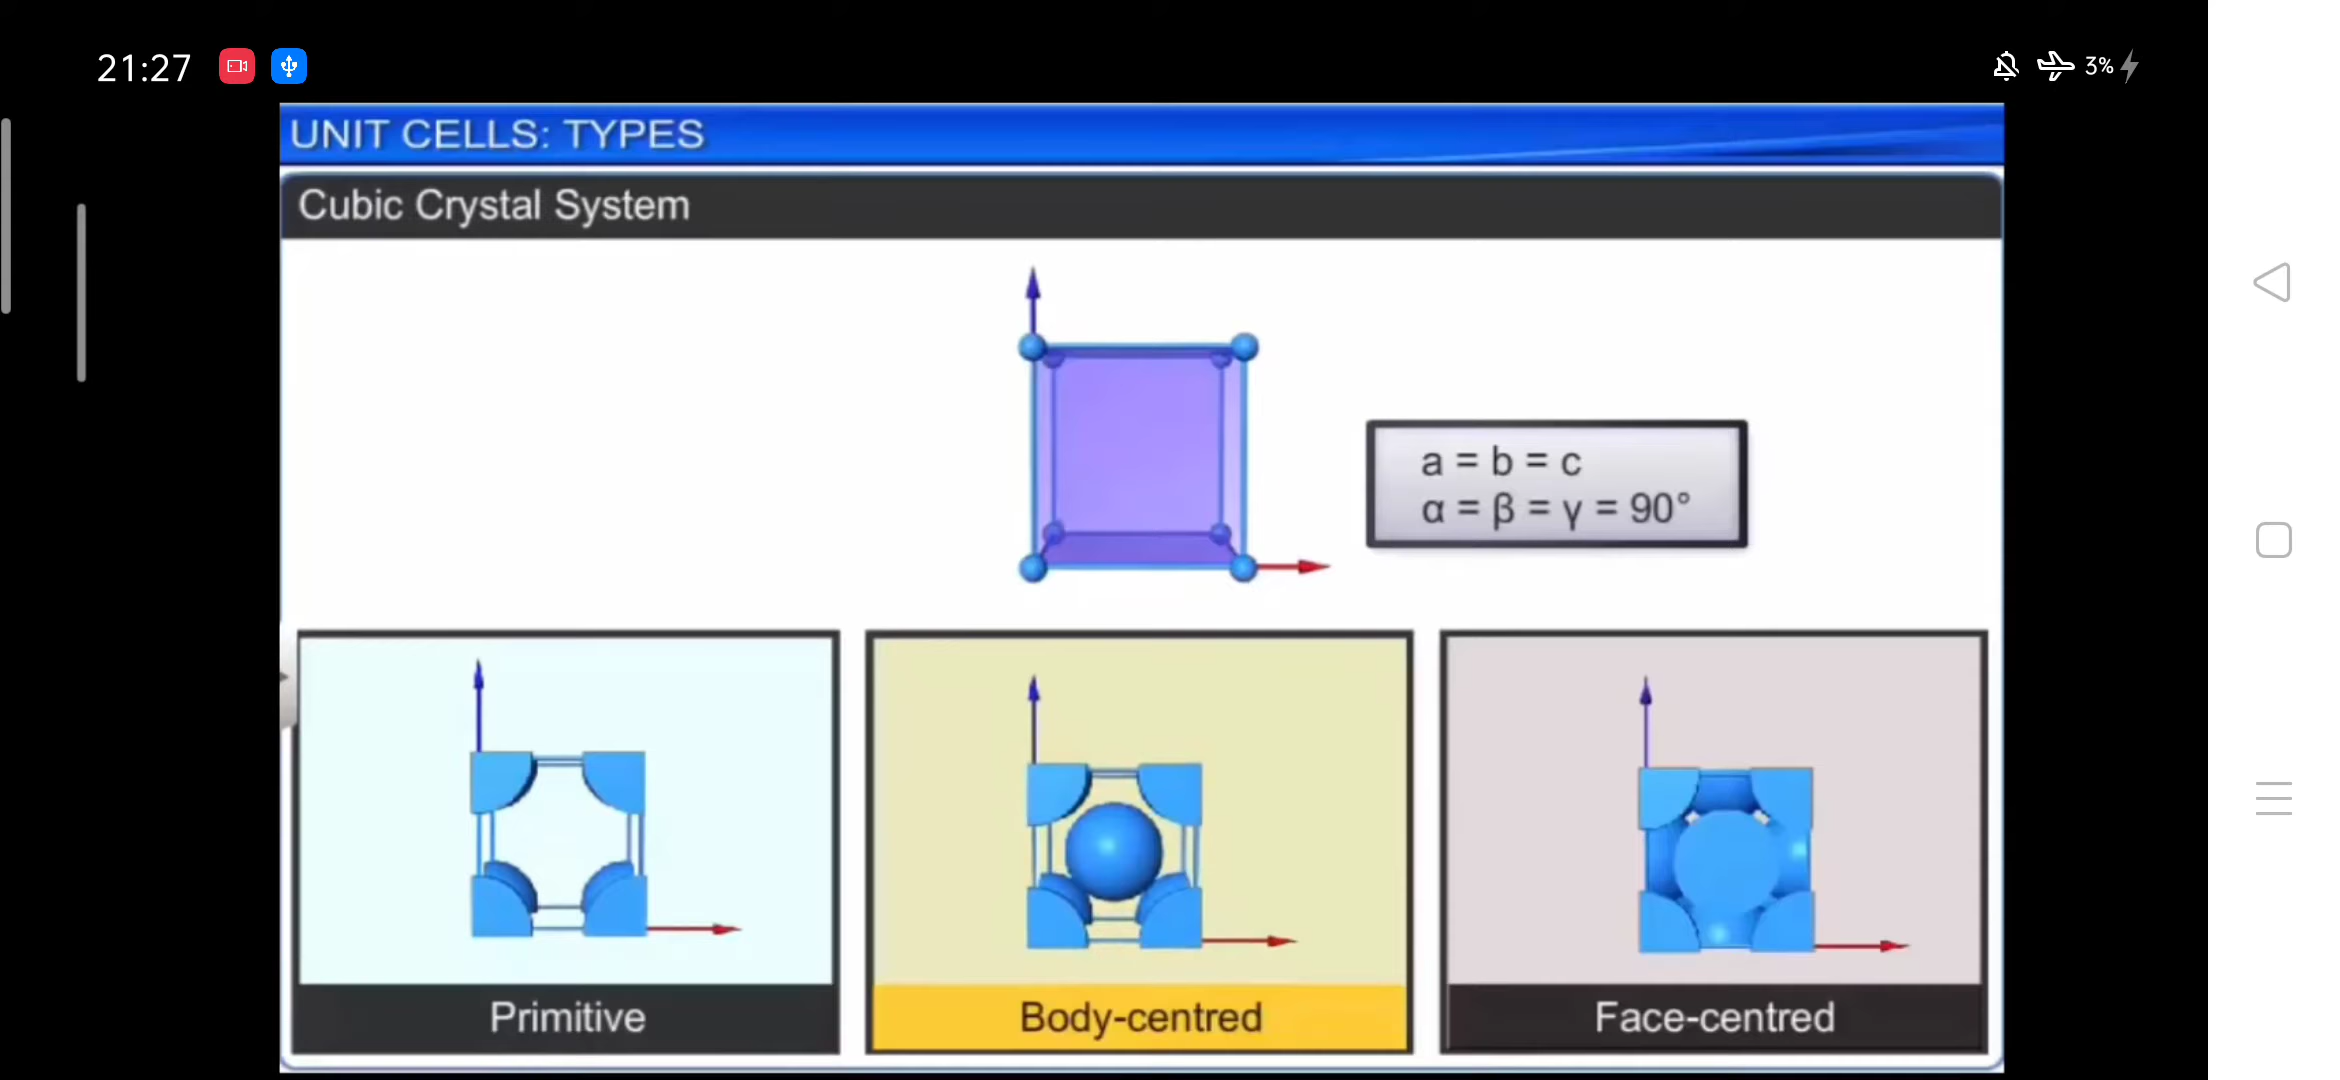 21:27
3%
UNIT CELLS: TYPES
Cubic Crystal System
a = b = c
α = β = γ = 90°
Primitive
Body-centred
Face-centred